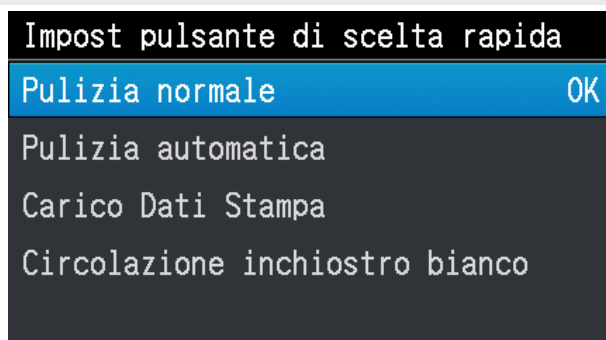 Impost pulsante di scelta rapida
Pulizia normale OK
Pulizia automatica
Carico Dati Stampa
Circolazione inchiostro bianco